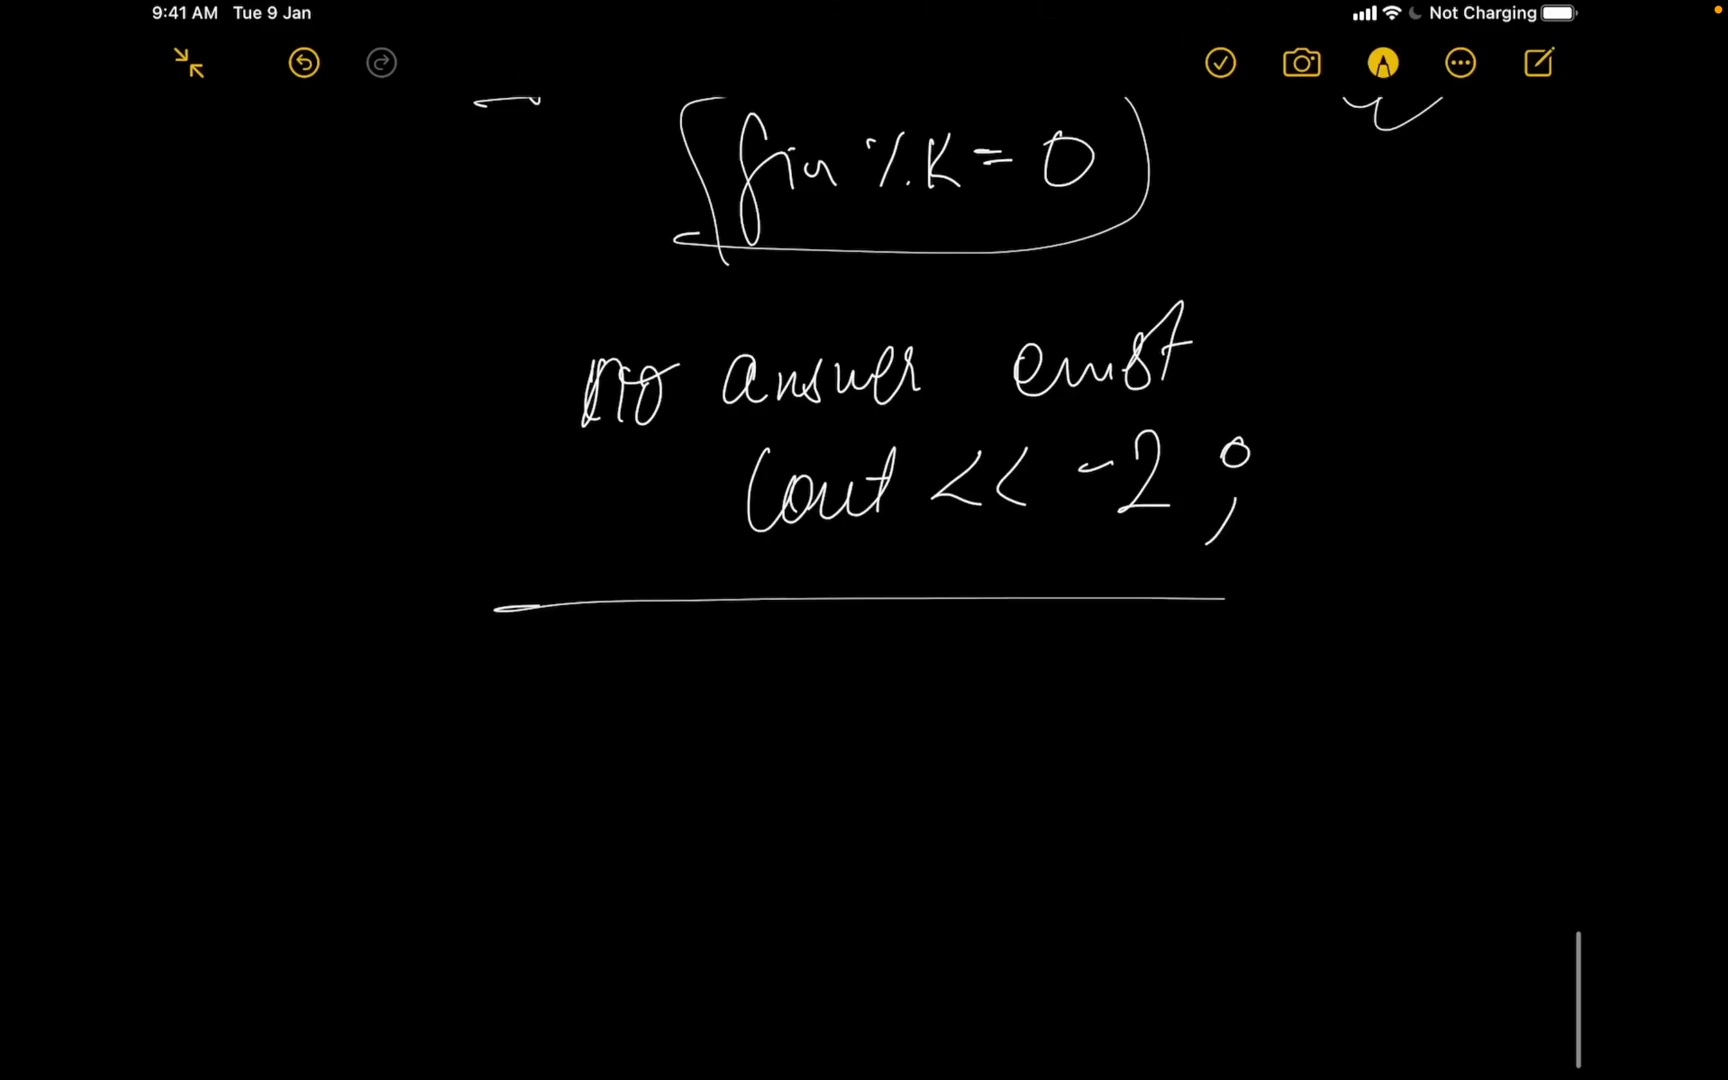 9:41 AM Tue 9 Jan Not Charging
fin % K = 0
no answer exist
cout << -2 ;